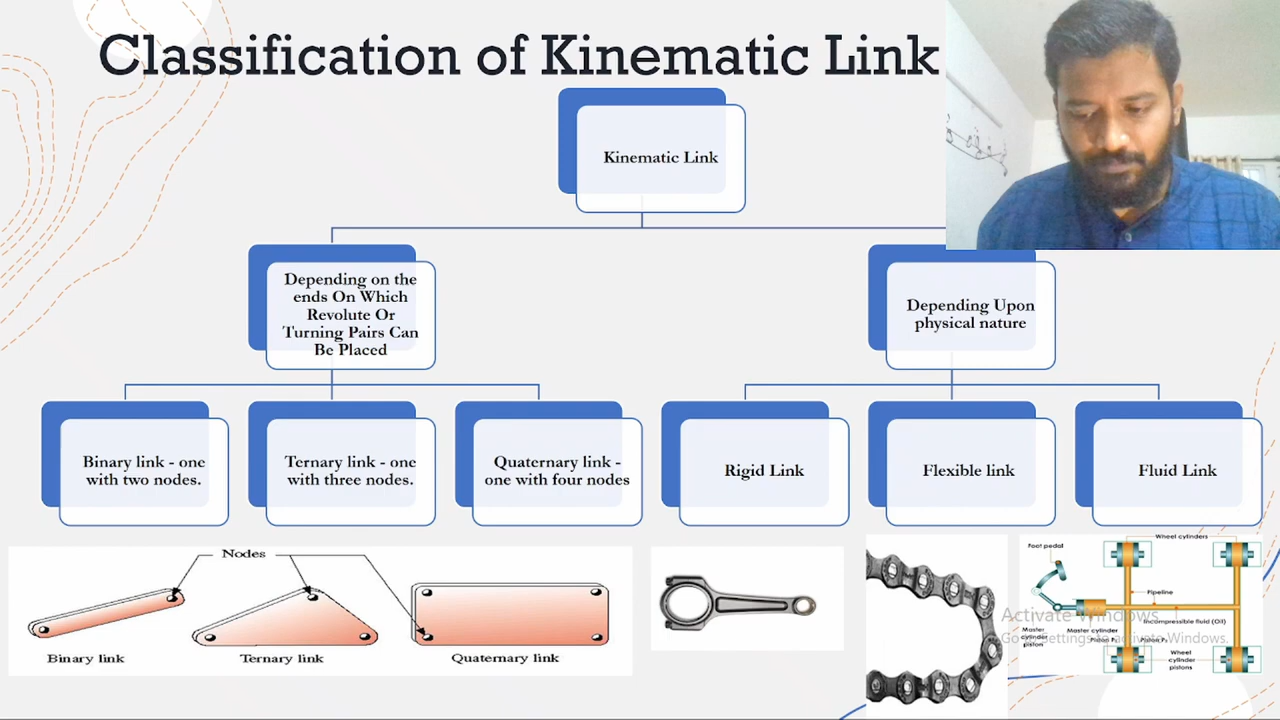 Classification of Kinematic Link
Kinematic Link
Depending on the
ends On Which
Revolute Or
Turning Pairs Can
Be Placed
Depending Upon
physical nature
Binary link - one
with two nodes.
Ternary link - one
with three nodes.
Quaternary link -
one with four nodes
Rigid Link
Flexible link
Fluid Link
Nodes
Binary link
Ternary link
Quaternary link
Wheel cylinders
Foot pedal
Pipeline
Incompressible fluid (Oil)
Master
cylinder
piston
Master cylinder
Piston
Piston
Wheel
cylinder
pistons
Activate Windows
Go to Settings to activate Windows.